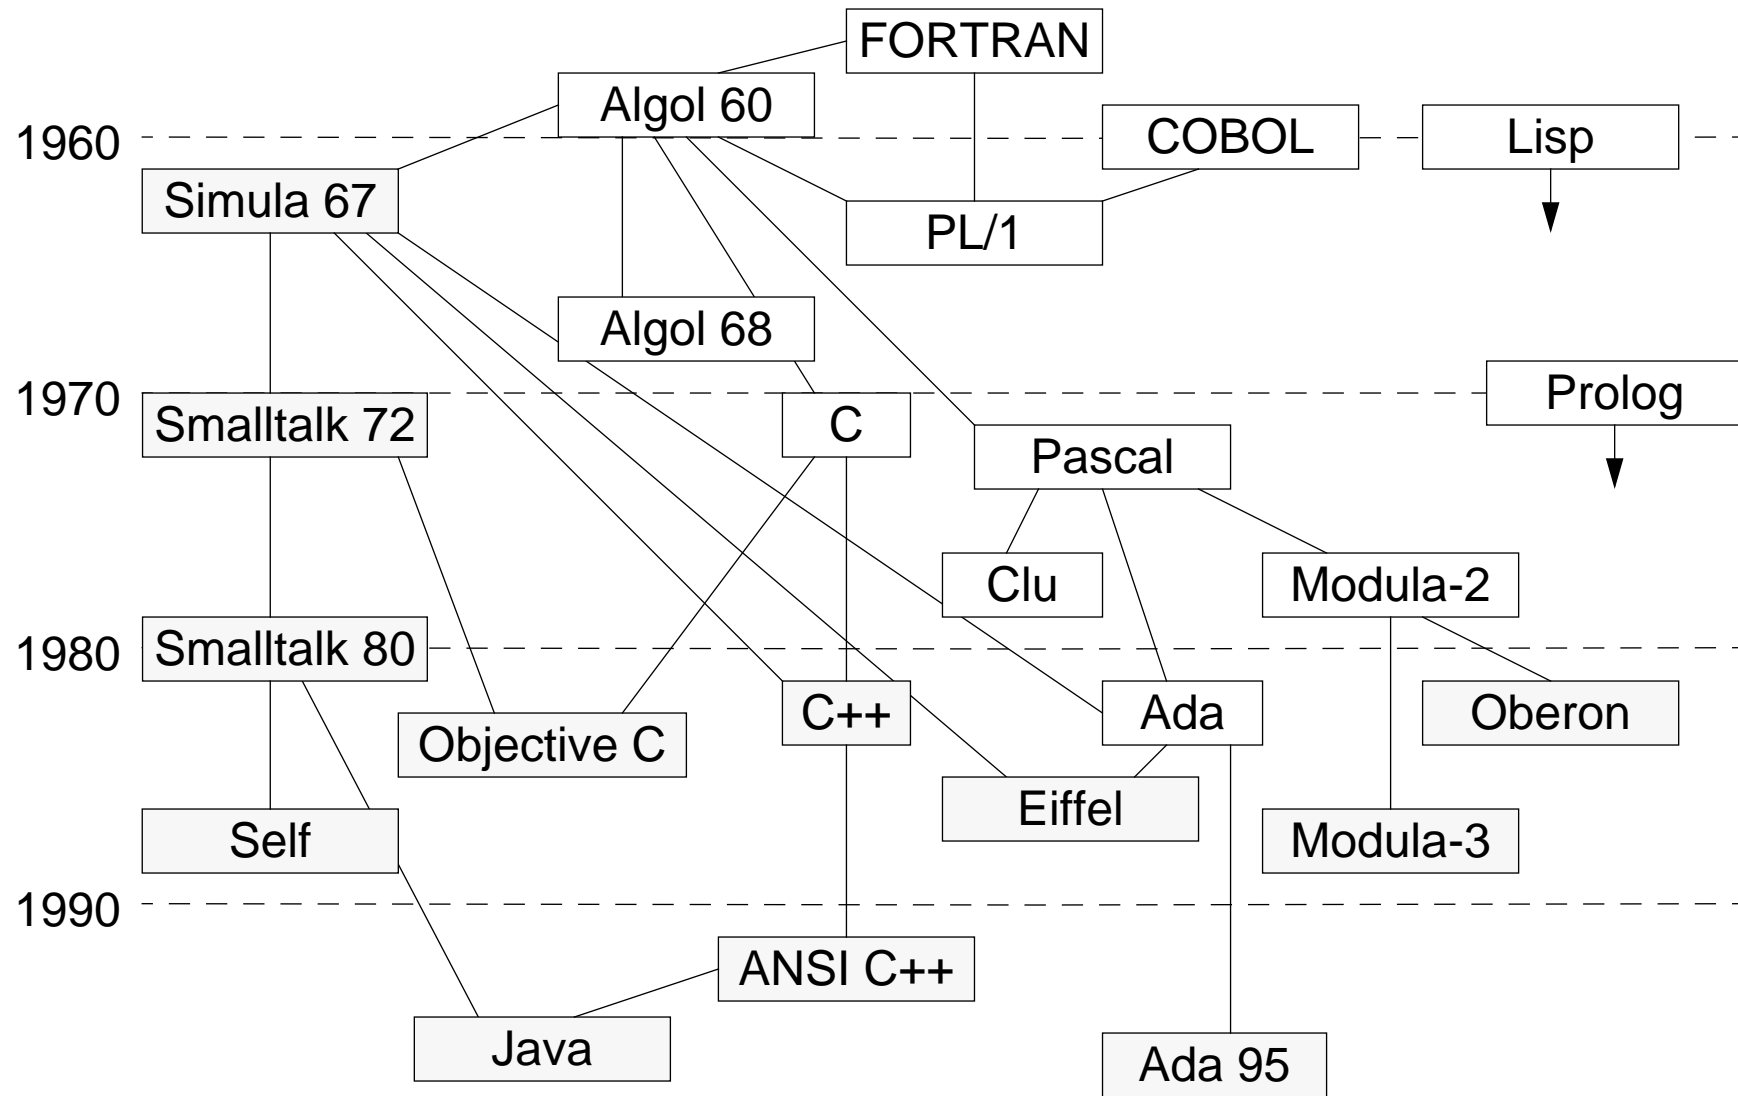 FORTRAN
Algol 60
1960
COBOL
Lisp
Simula 67
PL/1
Algol 68
1970
Prolog
Smalltalk 72
C
Pascal
Clu
Modula-2
1980
Smalltalk 80
C++
Ada
Oberon
Objective C
Eiffel
Self
Modula-3
1990
ANSI C++
Java
Ada 95